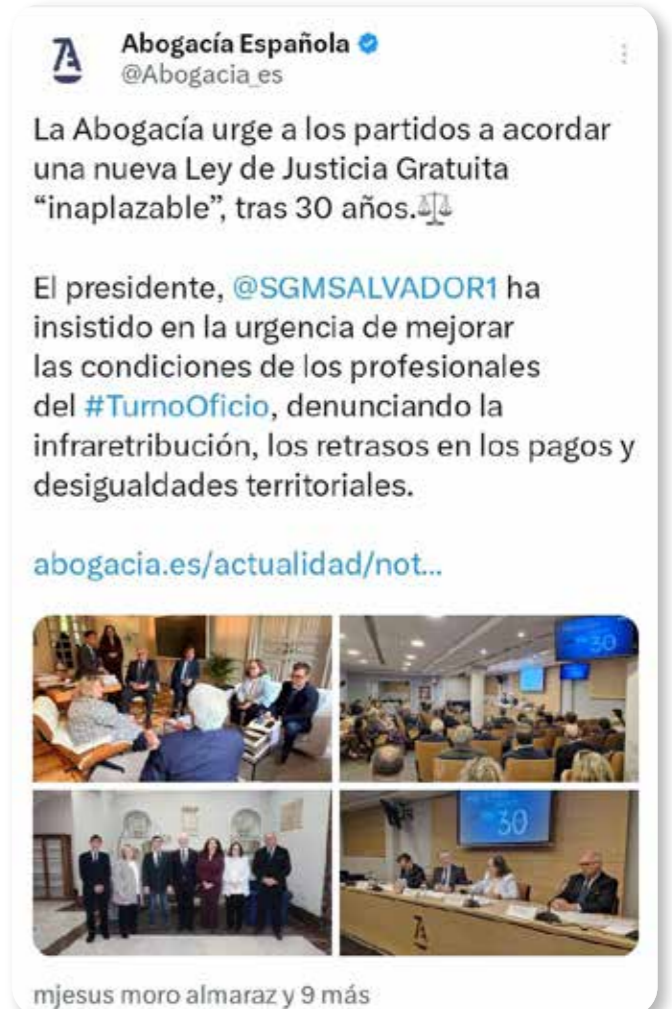 Abogacía Española
@Abogacia_es
La Abogacía urge a los partidos a acordar
una nueva Ley de Justicia Gratuita
“inaplazable”, tras 30 años.⚖️
El presidente, @SGMSALVADOR1 ha
insistido en la urgencia de mejorar
las condiciones de los profesionales
del #TurnoOficio, denunciando la
infraretribución, los retrasos en los pagos y
desigualdades territoriales.
abogacia.es/actualidad/not...
30
30
mjesus moro almaraz y 9 más